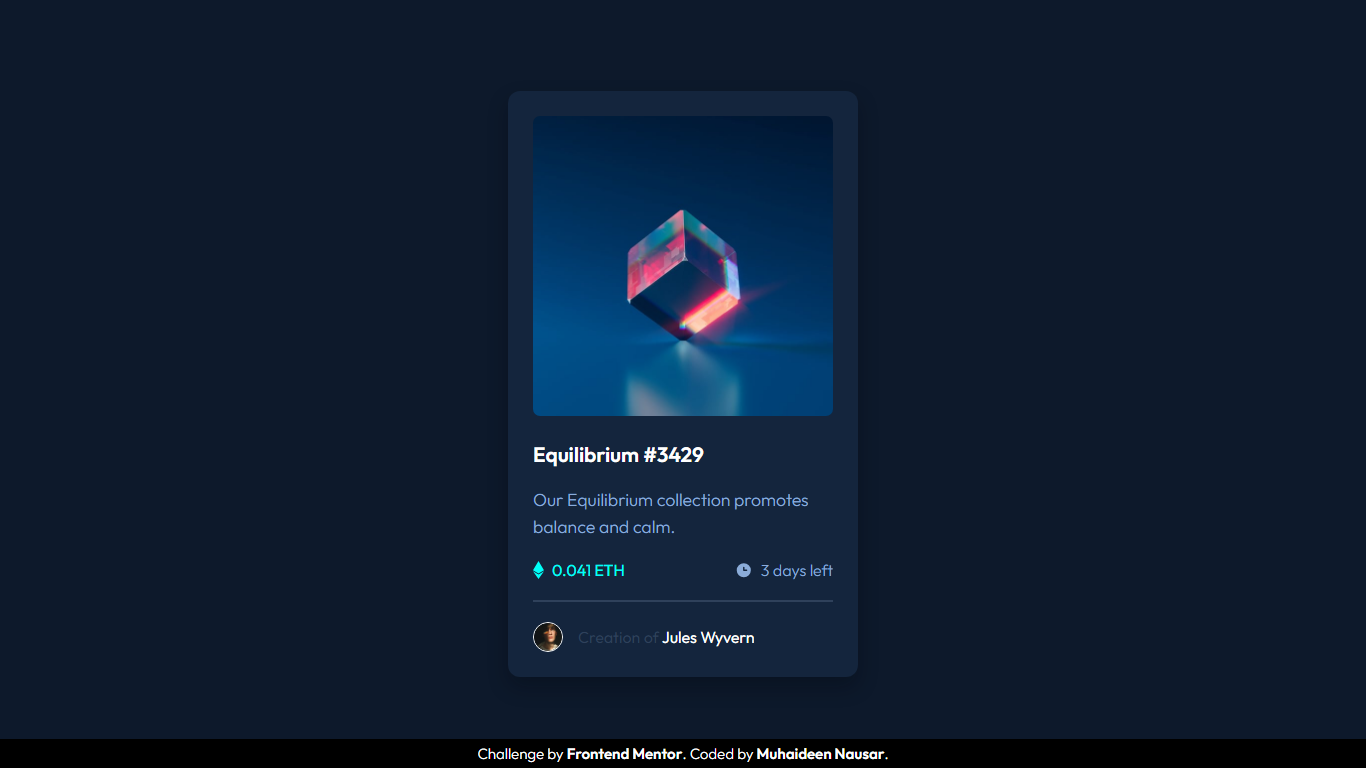 Equilibrium #3429
Our Equilibrium collection promotes
balance and calm.
0.041 ETH
3 days left
Creation of Jules Wyvern
Challenge by Frontend Mentor. Coded by Muhaideen Nausar.